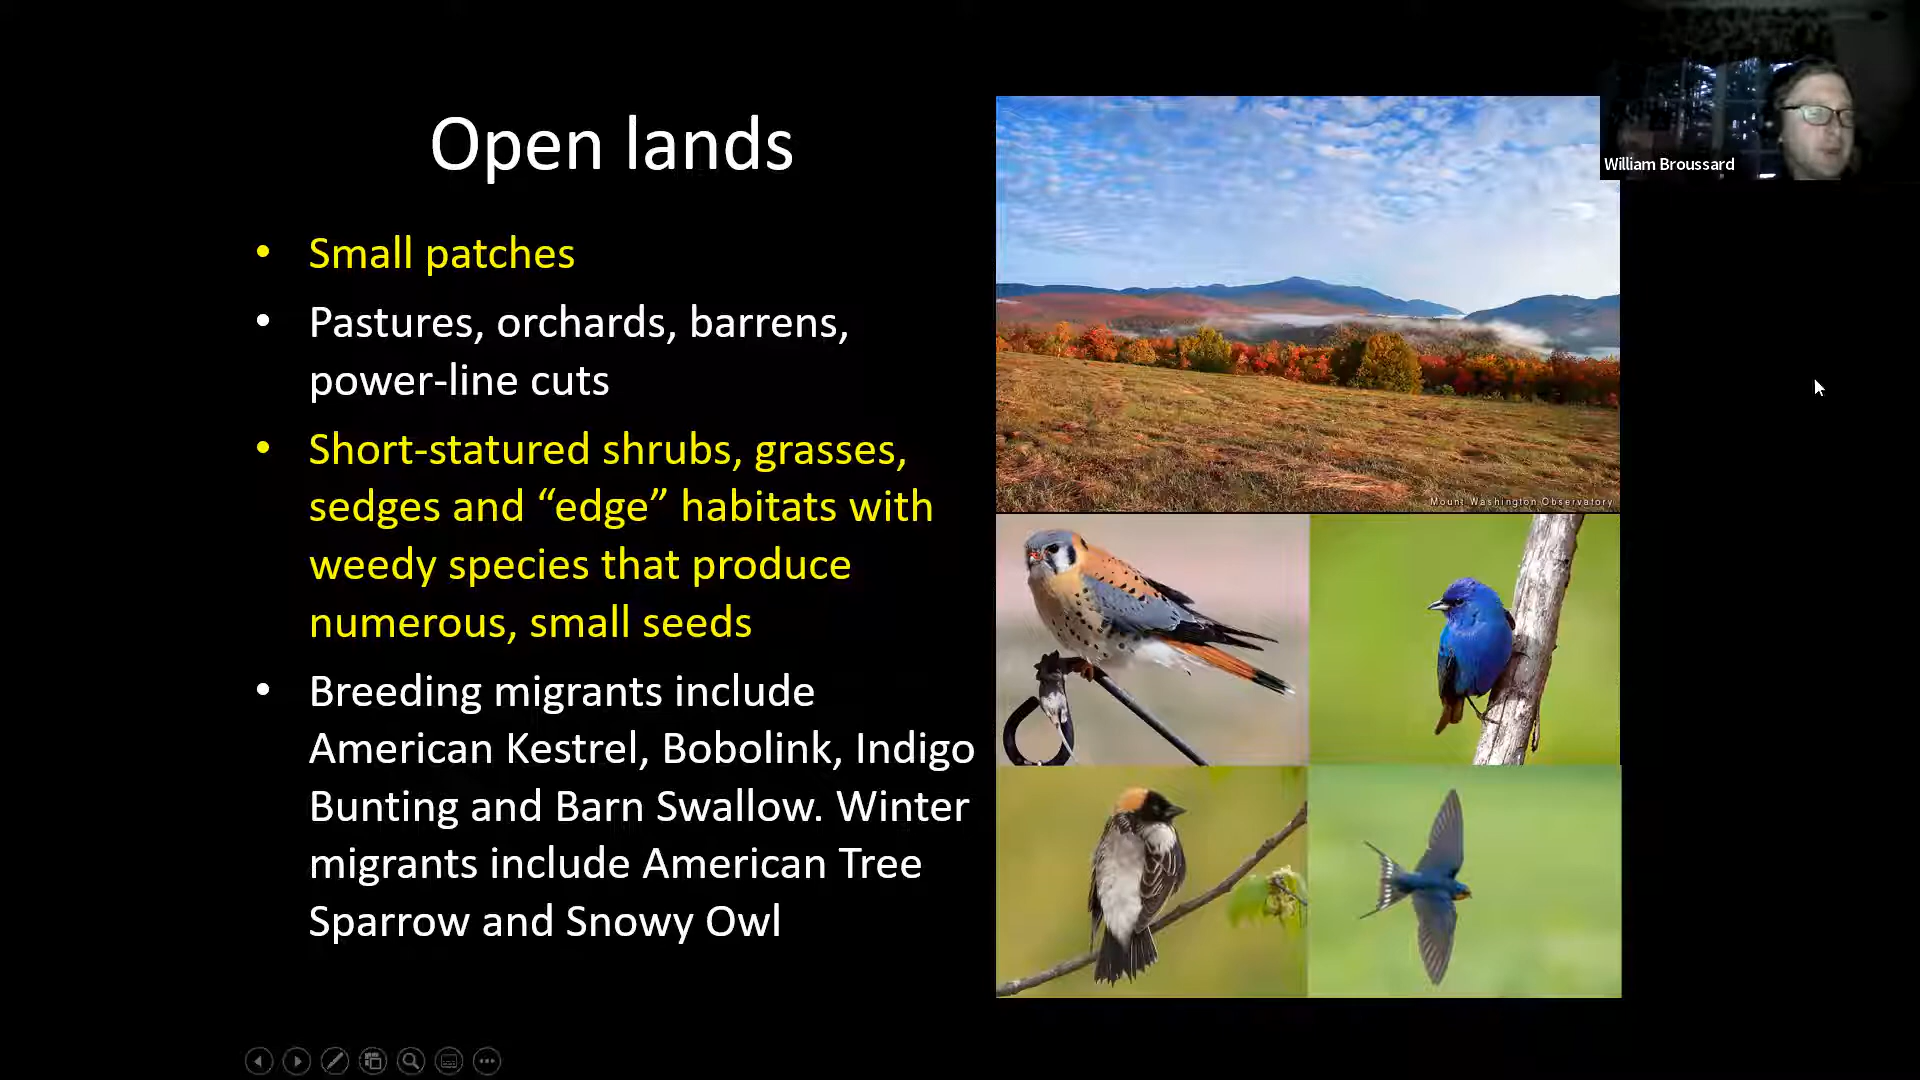 Open lands
• Small patches
• Pastures, orchards, barrens,
power-line cuts
• Short-statured shrubs, grasses,
sedges and “edge” habitats with
weedy species that produce
numerous, small seeds
• Breeding migrants include
American Kestrel, Bobolink, Indigo
Bunting and Barn Swallow. Winter
migrants include American Tree
Sparrow and Snowy Owl
Mount Washington Observatory
William Broussard